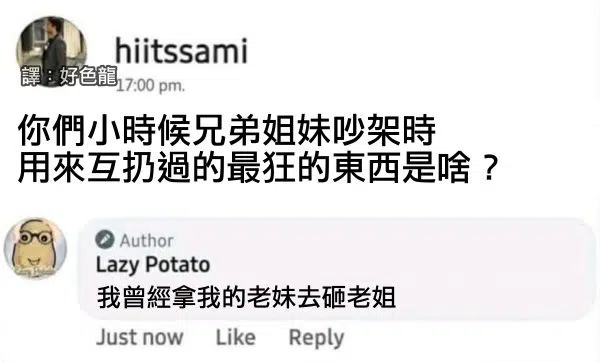 hiitssami
譯：好色龍
17:00 pm.
你們小時候兄弟姐妹吵架時
用來互扔過的最狂的東西是啥？
Author
Lazy Potato
我曾經拿我的老妹去砸老姐
Just now Like Reply
Lazy Potato